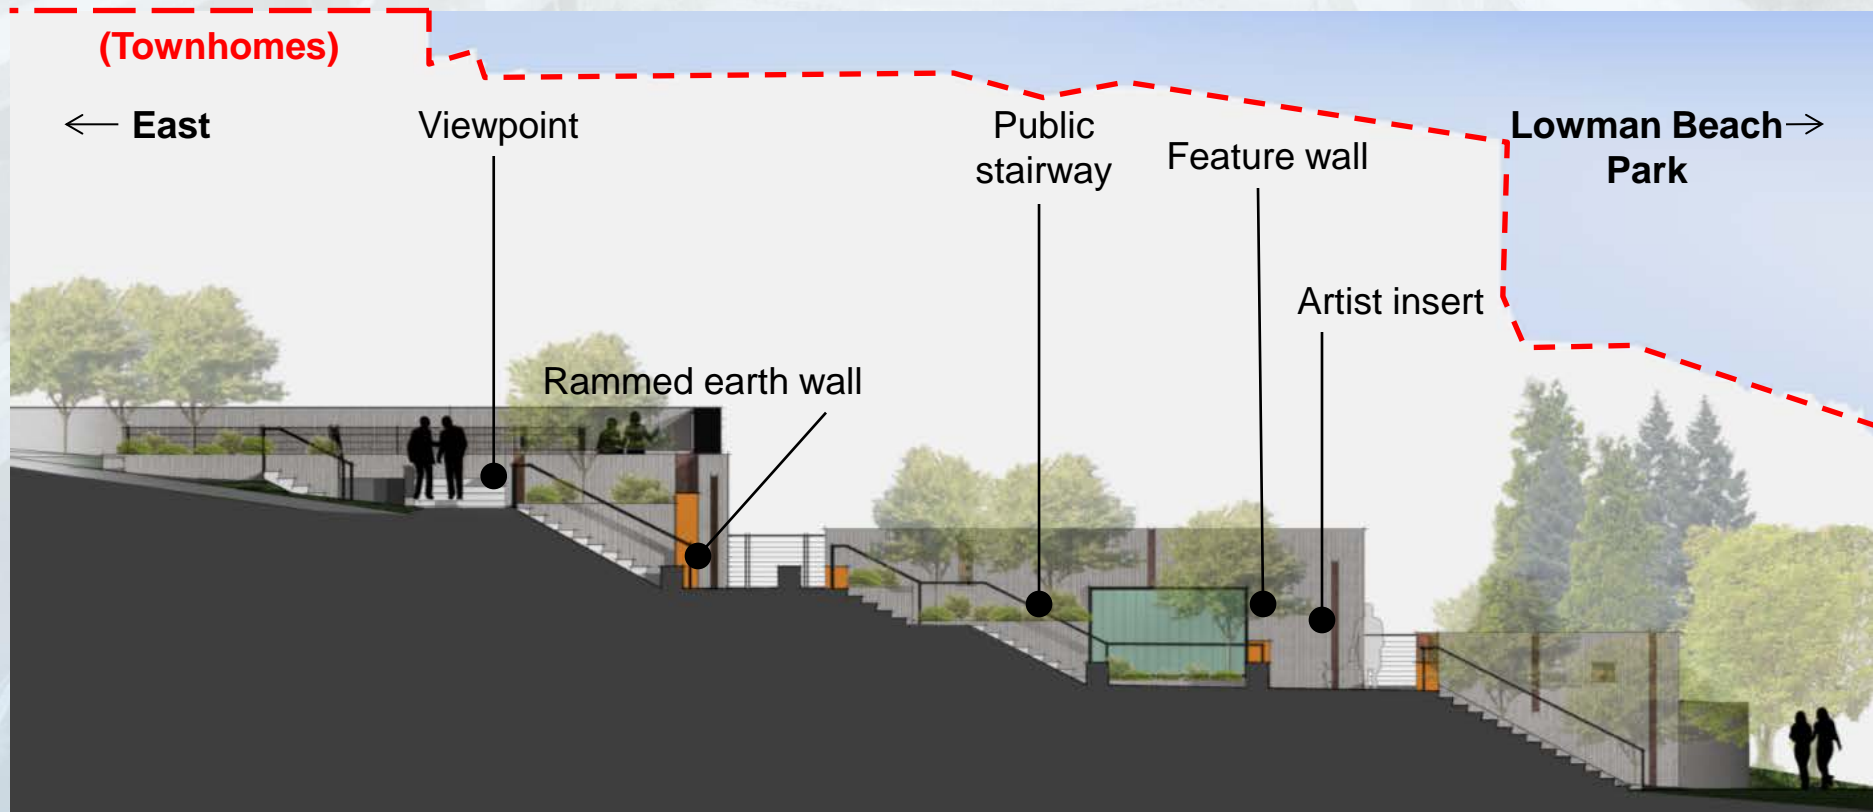 (Townhomes)
← East
Viewpoint
Public
stairway
Feature wall
Lowman Beach→
Park
Artist insert
Rammed earth wall